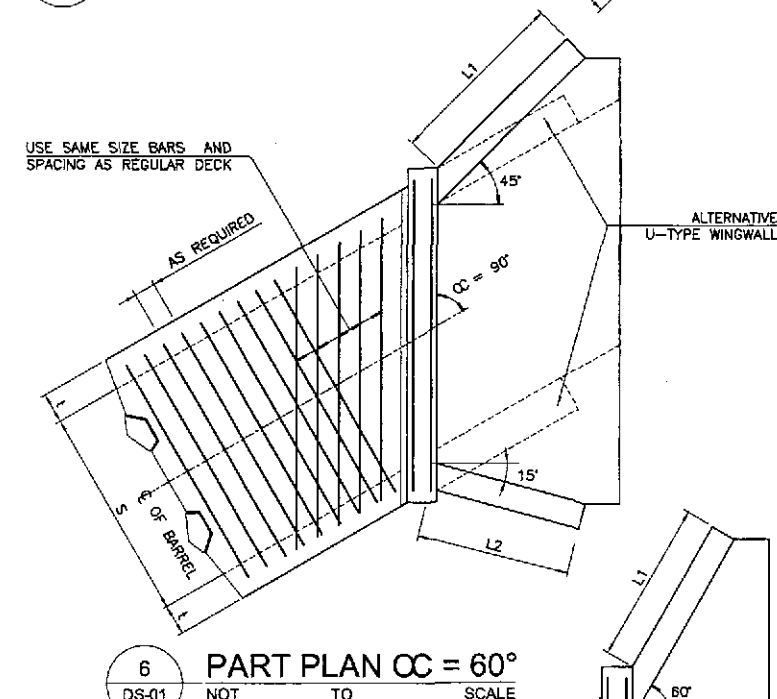 L1
USE SAME SIZE BARS AND
SPACING AS REGULAR DECK
AS REQUIRED
45°
ALTERNATIVE
U-TYPE WINGWALL
α = 90°
t
S
℄ OF BARREL
t
15°
L2
L1
60°
6
DS-01
PART PLAN α = 60°
NOT TO SCALE